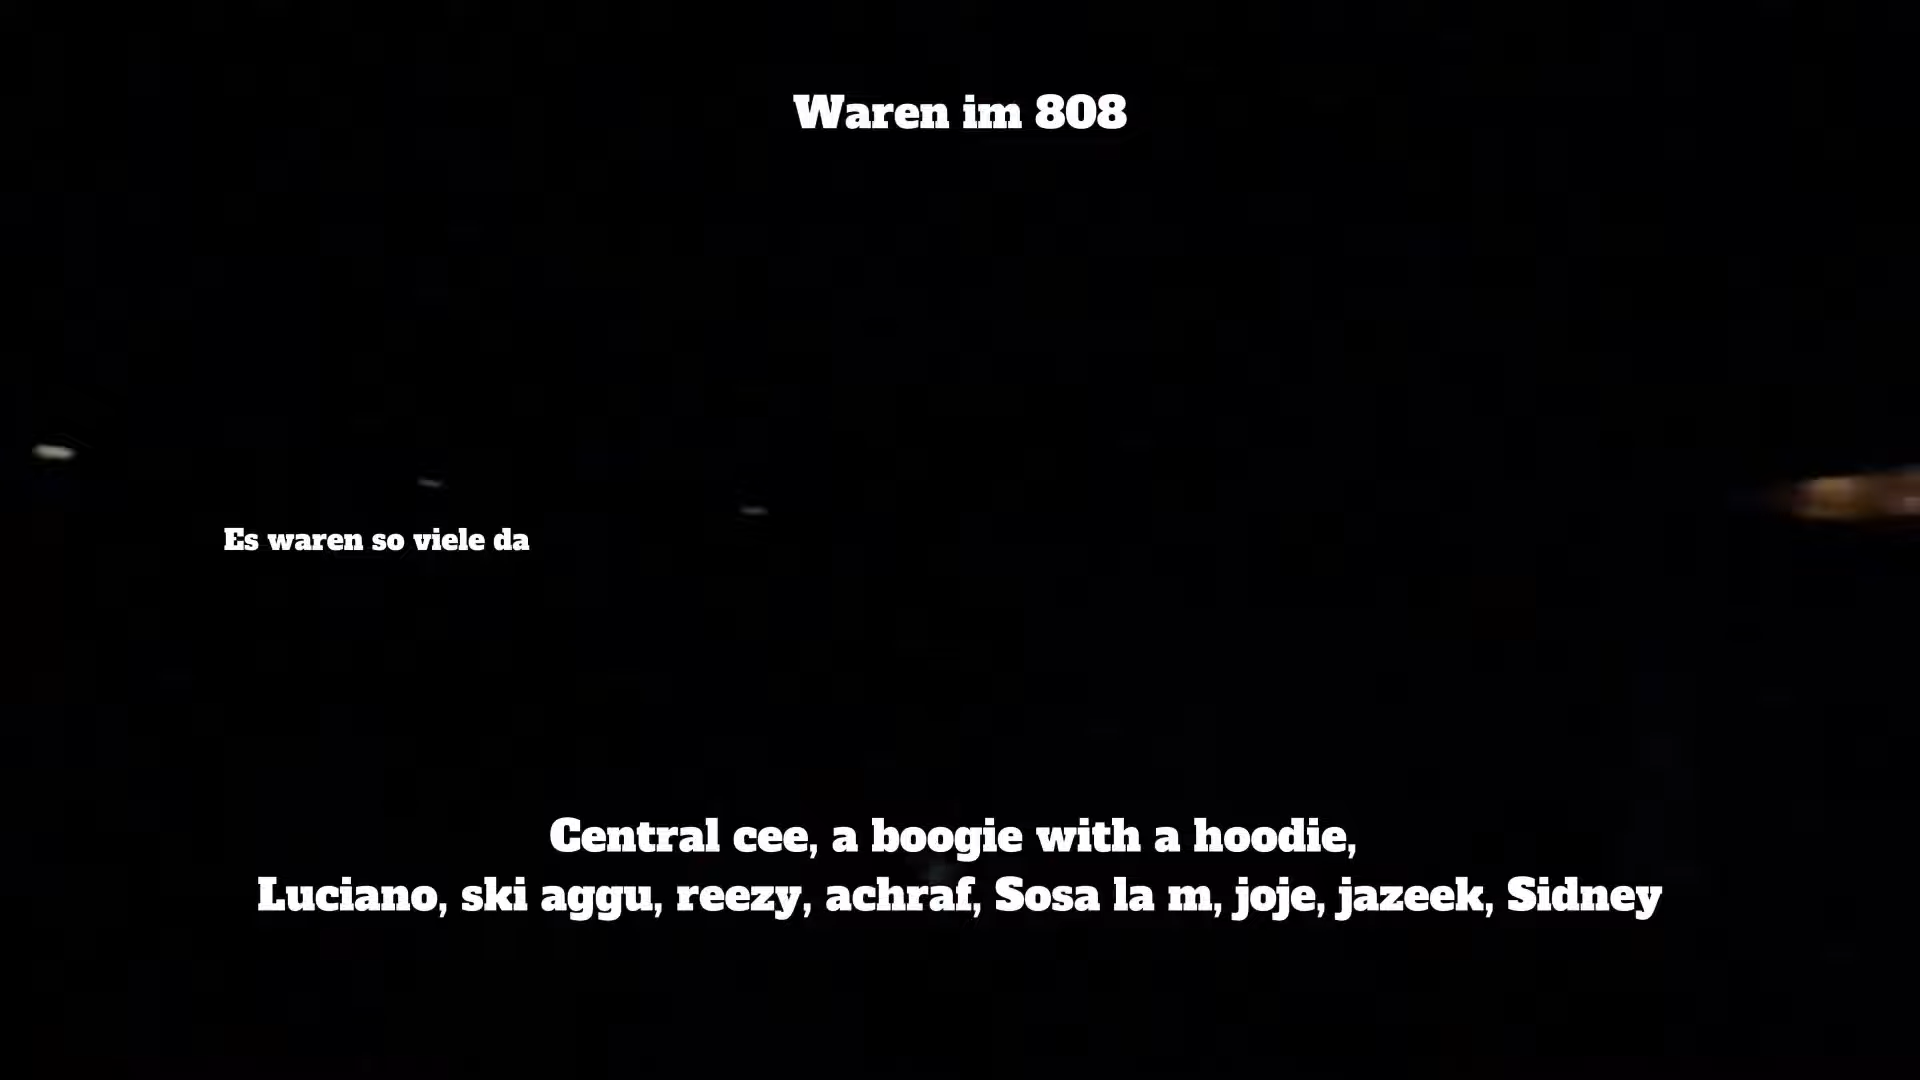 Waren im 808
Es waren so viele da
Central cee, a boogie with a hoodie,
Luciano, ski aggu, reezy, achraf, Sosa la m, joje, jazeek, Sidney